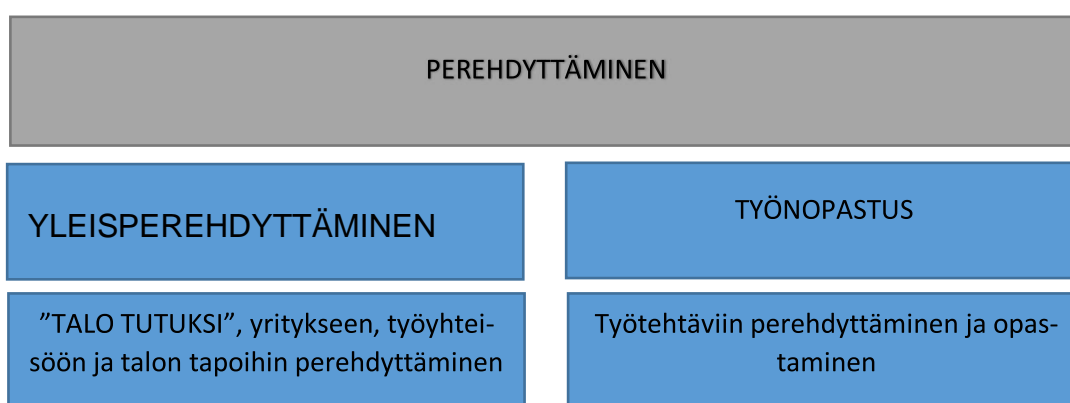 PEREHDYTTÄMINEN
YLEISPEREHDYTTÄMINEN
TYÖNOPASTUS
”TALO TUTUKSI”, yritykseen, työyhtei-
söön ja talon tapoihin perehdyttäminen
Työtehtäviin perehdyttäminen ja opas-
taminen